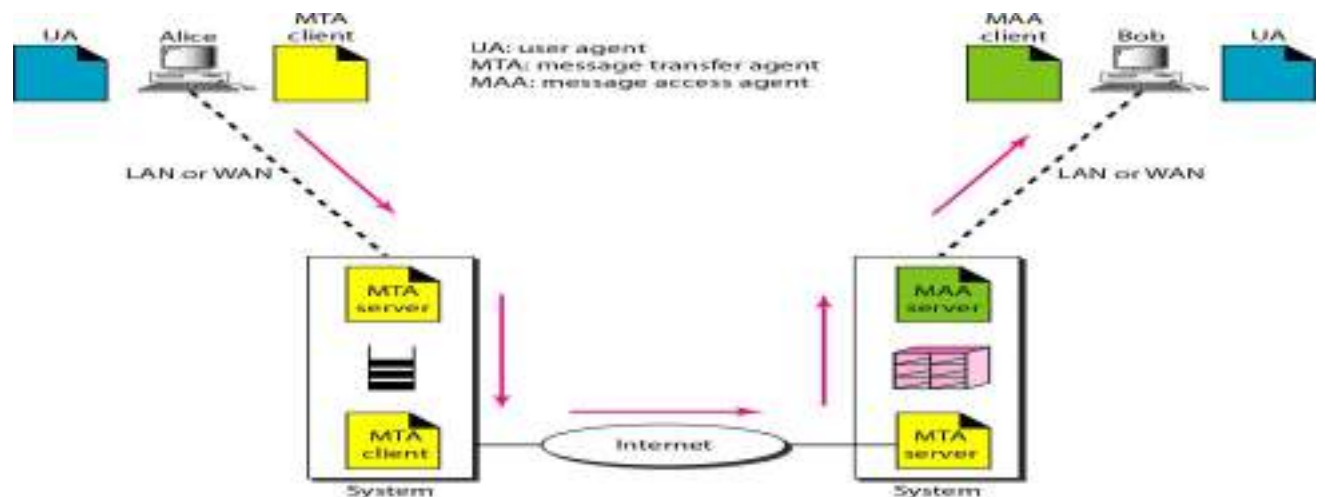 UA
Alice
MTA
client
UA: user agent
MTA: message transfer agent
MAA: message access agent
MAA
client
Bob
UA
LAN or WAN
LAN or WAN
MTA
server
MAA
server
MTA
client
Internet
MTA
server
System
System